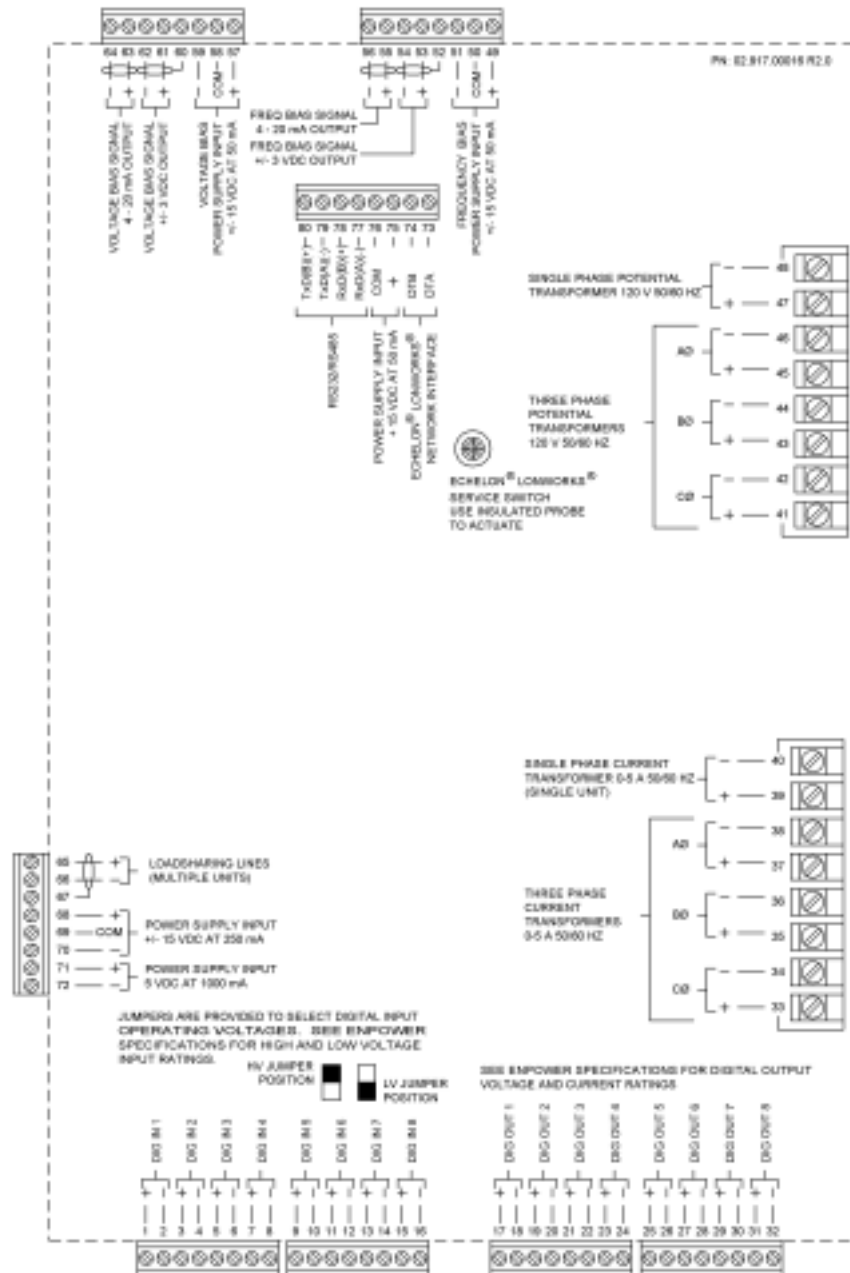 64 63 62 61 60 59 58 57
- + - + - COM +
VOLTAGE BIAS SIGNAL
4 - 20 mA OUTPUT
VOLTAGE BIAS SIGNAL
+/- 3 VDC OUTPUT
VOLTAGE BIAS
POWER SUPPLY INPUT
+/- 15 VDC AT 50 mA
56 55 54 53 52 51 50 49
- + - + - COM +
FREQ BIAS SIGNAL
4 - 20 mA OUTPUT
FREQ BIAS SIGNAL
+/- 3 VDC OUTPUT
FREQUENCY BIAS
POWER SUPPLY INPUT
+/- 15 VDC AT 50 mA
PN: 02.917.00016 R2.0
80 79 78 77 76 75 74 73
TxD(B)(+)
TxD(A)(-)
RxD(B)(+)
RxD(A)(-)
COM
+
DTM
DTA
RS232/RS485
POWER SUPPLY INPUT
+ 15 VDC AT 50 mA
ECHELON® LONWORKS®
NETWORK INTERFACE
ECHELON® LONWORKS®
SERVICE SWITCH
USE INSULATED PROBE
TO ACTUATE
SINGLE PHASE POTENTIAL
TRANSFORMER 120 V 50/60 HZ
- 48
+ 47
THREE PHASE
POTENTIAL
TRANSFORMERS
120 V 50/60 HZ
AØ
- 46
+ 45
BØ
- 44
+ 43
CØ
- 42
+ 41
SINGLE PHASE CURRENT
TRANSFORMER 0-5 A 50/60 HZ
(SINGLE UNIT)
- 40
+ 39
THREE PHASE
CURRENT
TRANSFORMERS
0-5 A 50/60 HZ
AØ
- 38
+ 37
BØ
- 36
+ 35
CØ
- 34
+ 33
65 +
66 -
67
LOADSHARING LINES
(MULTIPLE UNITS)
68 +
69 COM
70 -
POWER SUPPLY INPUT
+/- 15 VDC AT 250 mA
71 +
72 -
POWER SUPPLY INPUT
5 VDC AT 1000 mA
JUMPERS ARE PROVIDED TO SELECT DIGITAL INPUT
OPERATING VOLTAGES. SEE ENPOWER
SPECIFICATIONS FOR HIGH AND LOW VOLTAGE
INPUT RATINGS.
HV JUMPER
POSITION
LV JUMPER
POSITION
SEE ENPOWER SPECIFICATIONS FOR DIGITAL OUTPUT
VOLTAGE AND CURRENT RATINGS
DIG IN 1
DIG IN 2
DIG IN 3
DIG IN 4
DIG IN 5
DIG IN 6
DIG IN 7
DIG IN 8
DIG OUT 1
DIG OUT 2
DIG OUT 3
DIG OUT 4
DIG OUT 5
DIG OUT 6
DIG OUT 7
DIG OUT 8
+ - + - + - + - + - + - + - + - + - + - + - + - + - + - + - + -
1 2 3 4 5 6 7 8 9 10 11 12 13 14 15 16 17 18 19 20 21 22 23 24 25 26 27 28 29 30 31 32